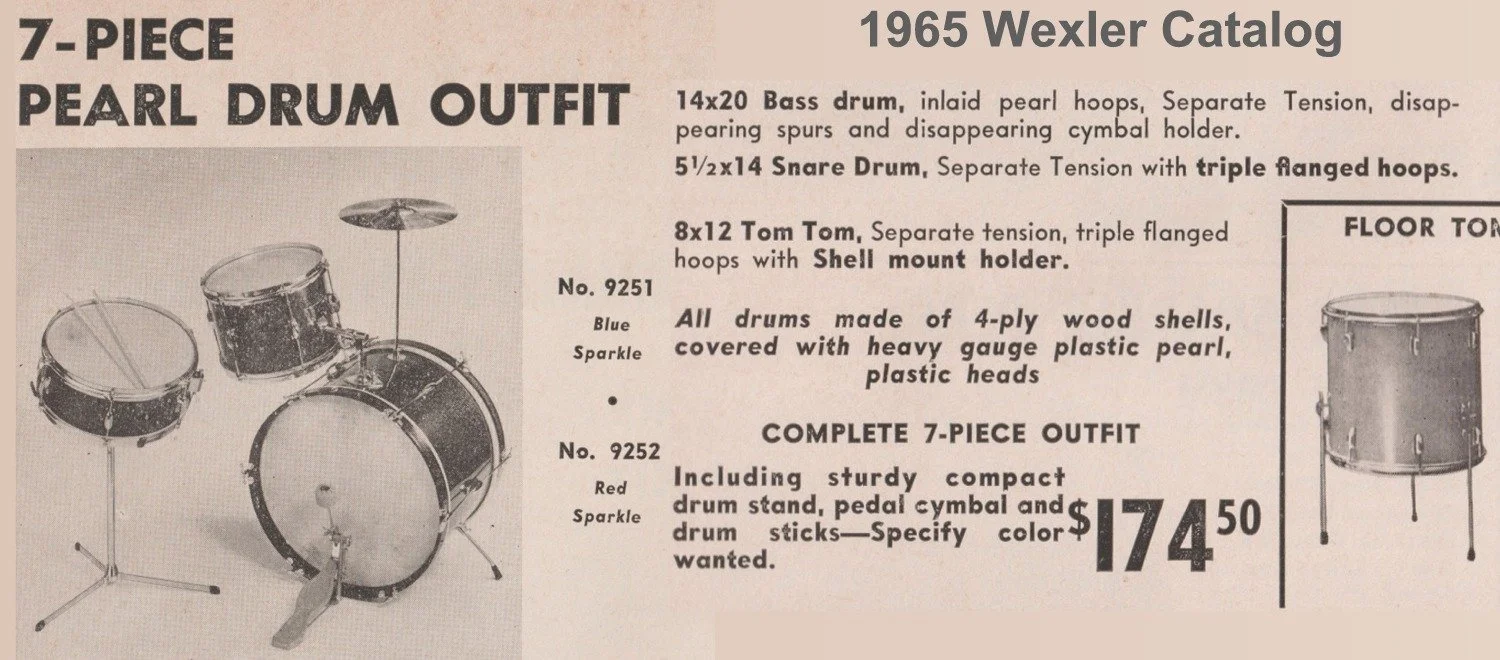 1965 Wexler Catalog
7-PIECE
PEARL DRUM OUTFIT
14x20 Bass drum, inlaid pearl hoops, Separate Tension, disap-
pearing spurs and disappearing cymbal holder.
5½x14 Snare Drum, Separate Tension with triple flanged hoops.
8x12 Tom Tom, Separate tension, triple flanged
hoops with Shell mount holder.
No. 9251
Blue
Sparkle
•
No. 9252
Red
Sparkle
All drums made of 4-ply wood shells,
covered with heavy gauge plastic pearl,
plastic heads
COMPLETE 7-PIECE OUTFIT
Including sturdy compact
drum stand, pedal cymbal and
drum sticks—Specify color
wanted.
$174.50
FLOOR TO